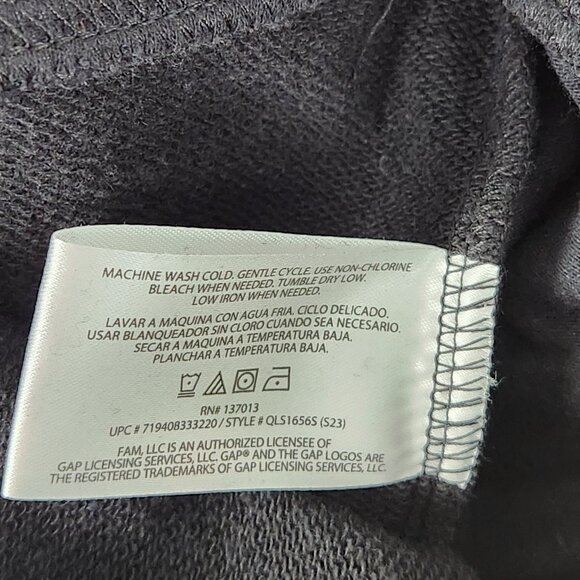 MACHINE WASH COLD. GENTLE CYCLE. USE NON-CHLORINE
BLEACH WHEN NEEDED. TUMBLE DRY LOW.
LOW IRON WHEN NEEDED.
LAVAR A MAQUINA CON AGUA FRIA. CICLO DELICADO.
USAR BLANQUEADOR SIN CLORO CUANDO SEA NECESARIO.
SECAR A MAQUINA A TEMPERATURA BAJA.
PLANCHAR A TEMPERATURA BAJA.
RN# 137013
UPC # 719408333220 / STYLE # QLS1656S (S23)
FAM, LLC IS AN AUTHORIZED LICENSEE OF
GAP LICENSING SERVICES, LLC. GAP® AND THE GAP LOGOS ARE
THE REGISTERED TRADEMARKS OF GAP LICENSING SERVICES, LLC.